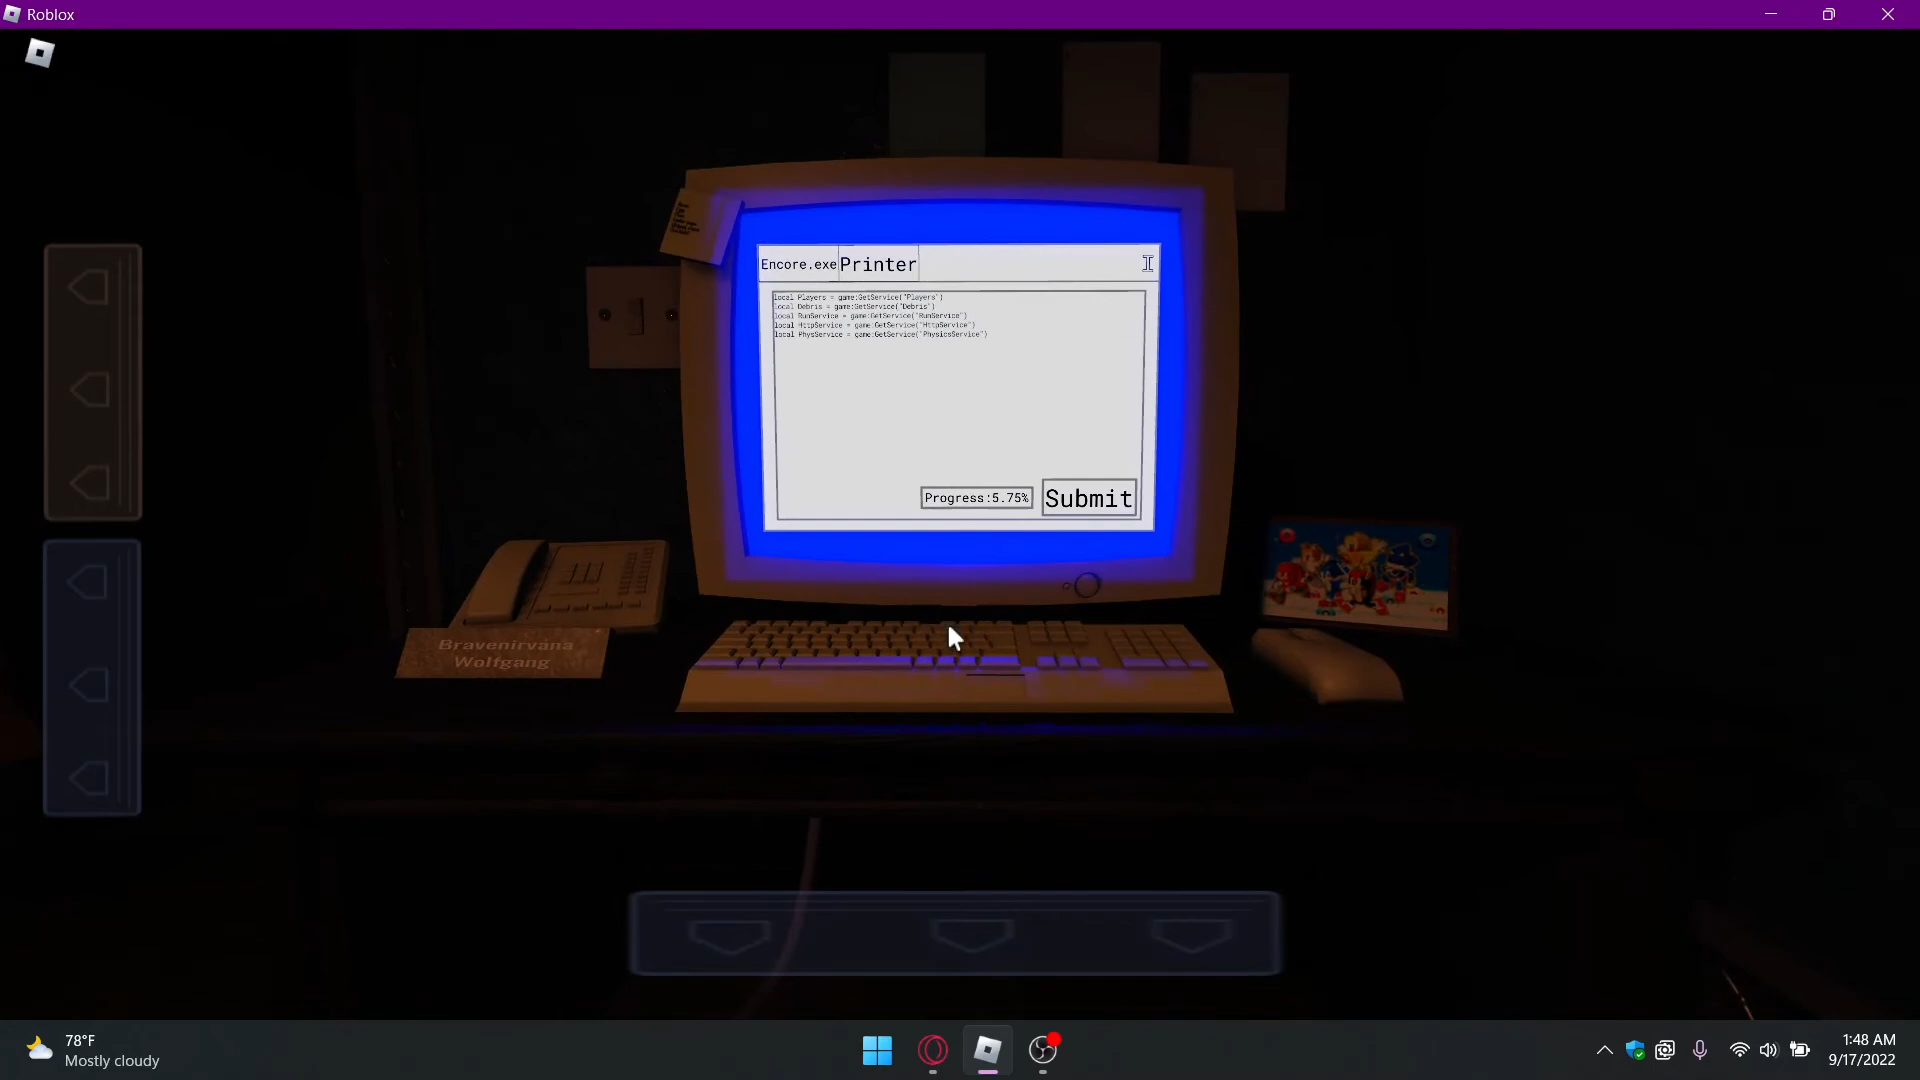 Roblox
Encore.exe
Printer
local Players = game:GetService("Players")
local Debris = game:GetService("Debris")
local RunService = game:GetService("RunService")
local HttpService = game:GetService("HttpService")
local PhysService = game:GetService("PhysicsService")
Progress:5.75%
Submit
Bravenirvana
Wolfgang
78°F
Mostly cloudy
1:48 AM
9/17/2022